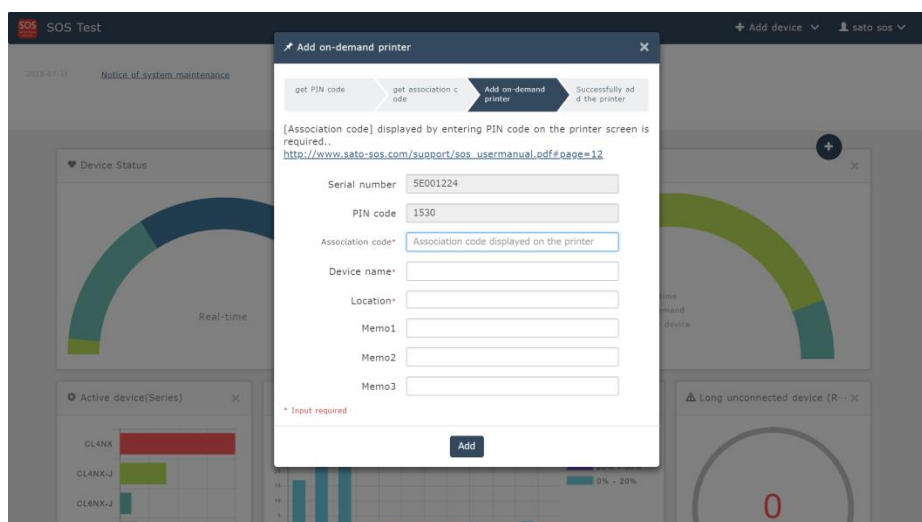 SOS
SOS Test
Add device
sato sos
2018-07-31
Notice of system maintenance
Add on-demand printer
get PIN code
get association c
ode
Add on-demand
printer
Successfully ad
d the printer
[Association code] displayed by entering PIN code on the printer screen is
required..
http://www.sato-sos.com/support/sos_usermanual.pdf#page=12
Serial number 5E001224
PIN code 1530
Association code* Association code displayed on the printer
Device name*
Location*
Memo1
Memo2
Memo3
* Input required
Add
Device Status
Real-time
device
Active device(Series)
CL4NX
CL4NX-J
CL6NX-J
0% - 20%
Long unconnected device (R···
0